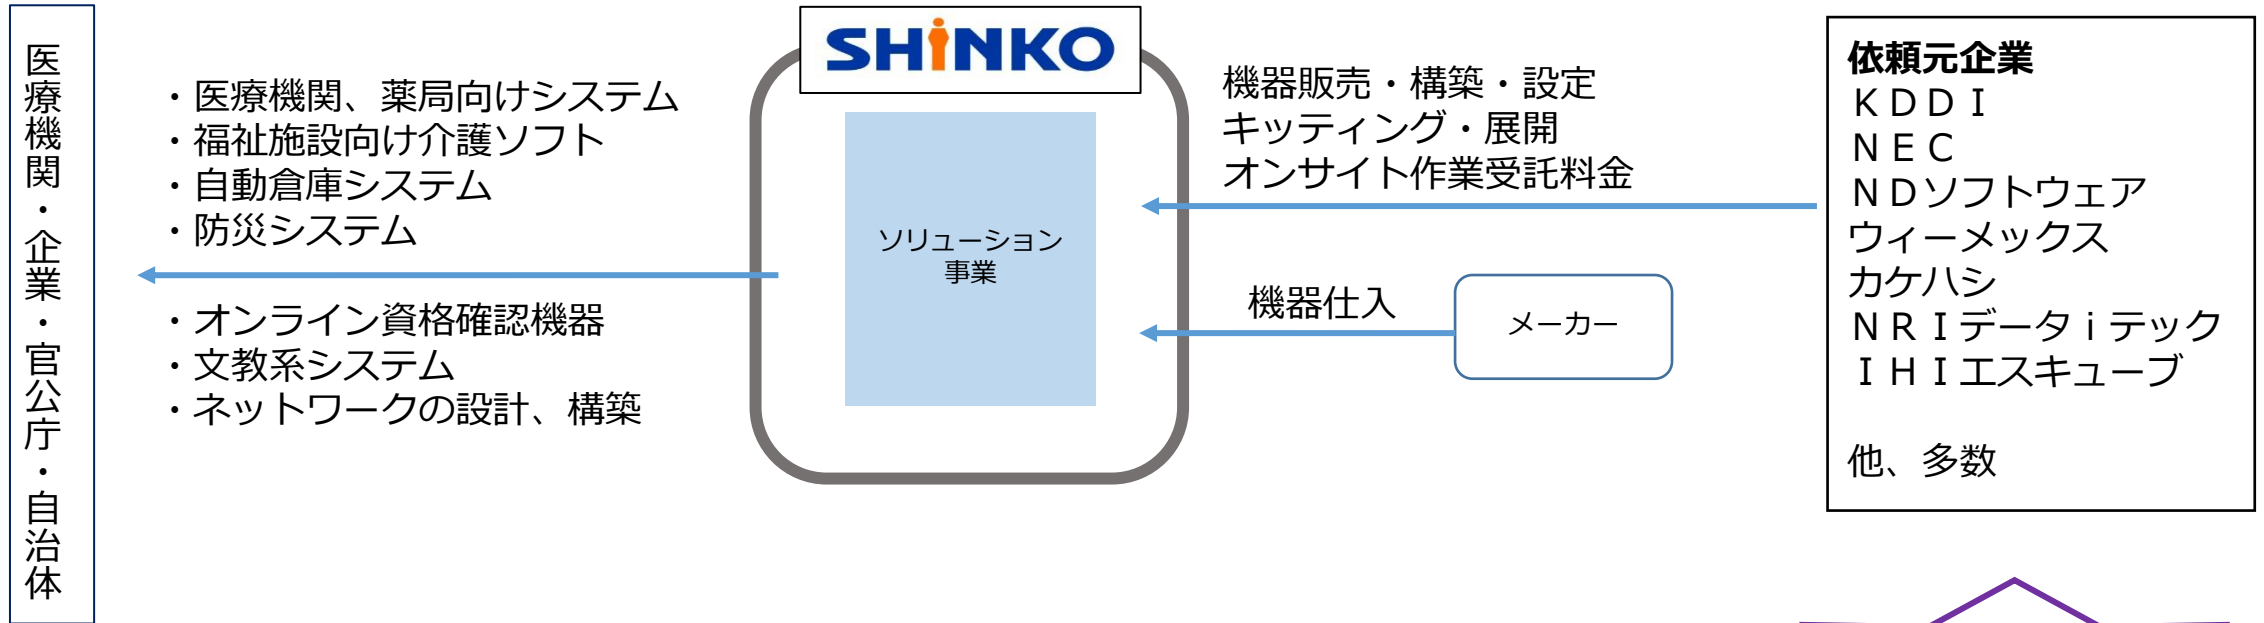 医療機関・企業・官公庁・自治体
・医療機関、薬局向けシステム
・福祉施設向け介護ソフト
・自動倉庫システム
・防災システム
・オンライン資格確認機器
・文教系システム
・ネットワークの設計、構築
SHiNKO
ソリューション
事業
機器販売・構築・設定
キッティング・展開
オンサイト作業受託料金
機器仕入
メーカー
依頼元企業
ＫＤＤＩ
ＮＥＣ
ＮＤソフトウェア
ウィーメックス
カケハシ
ＮＲＩデータｉテック
ＩＨＩエスキューブ
他、多数